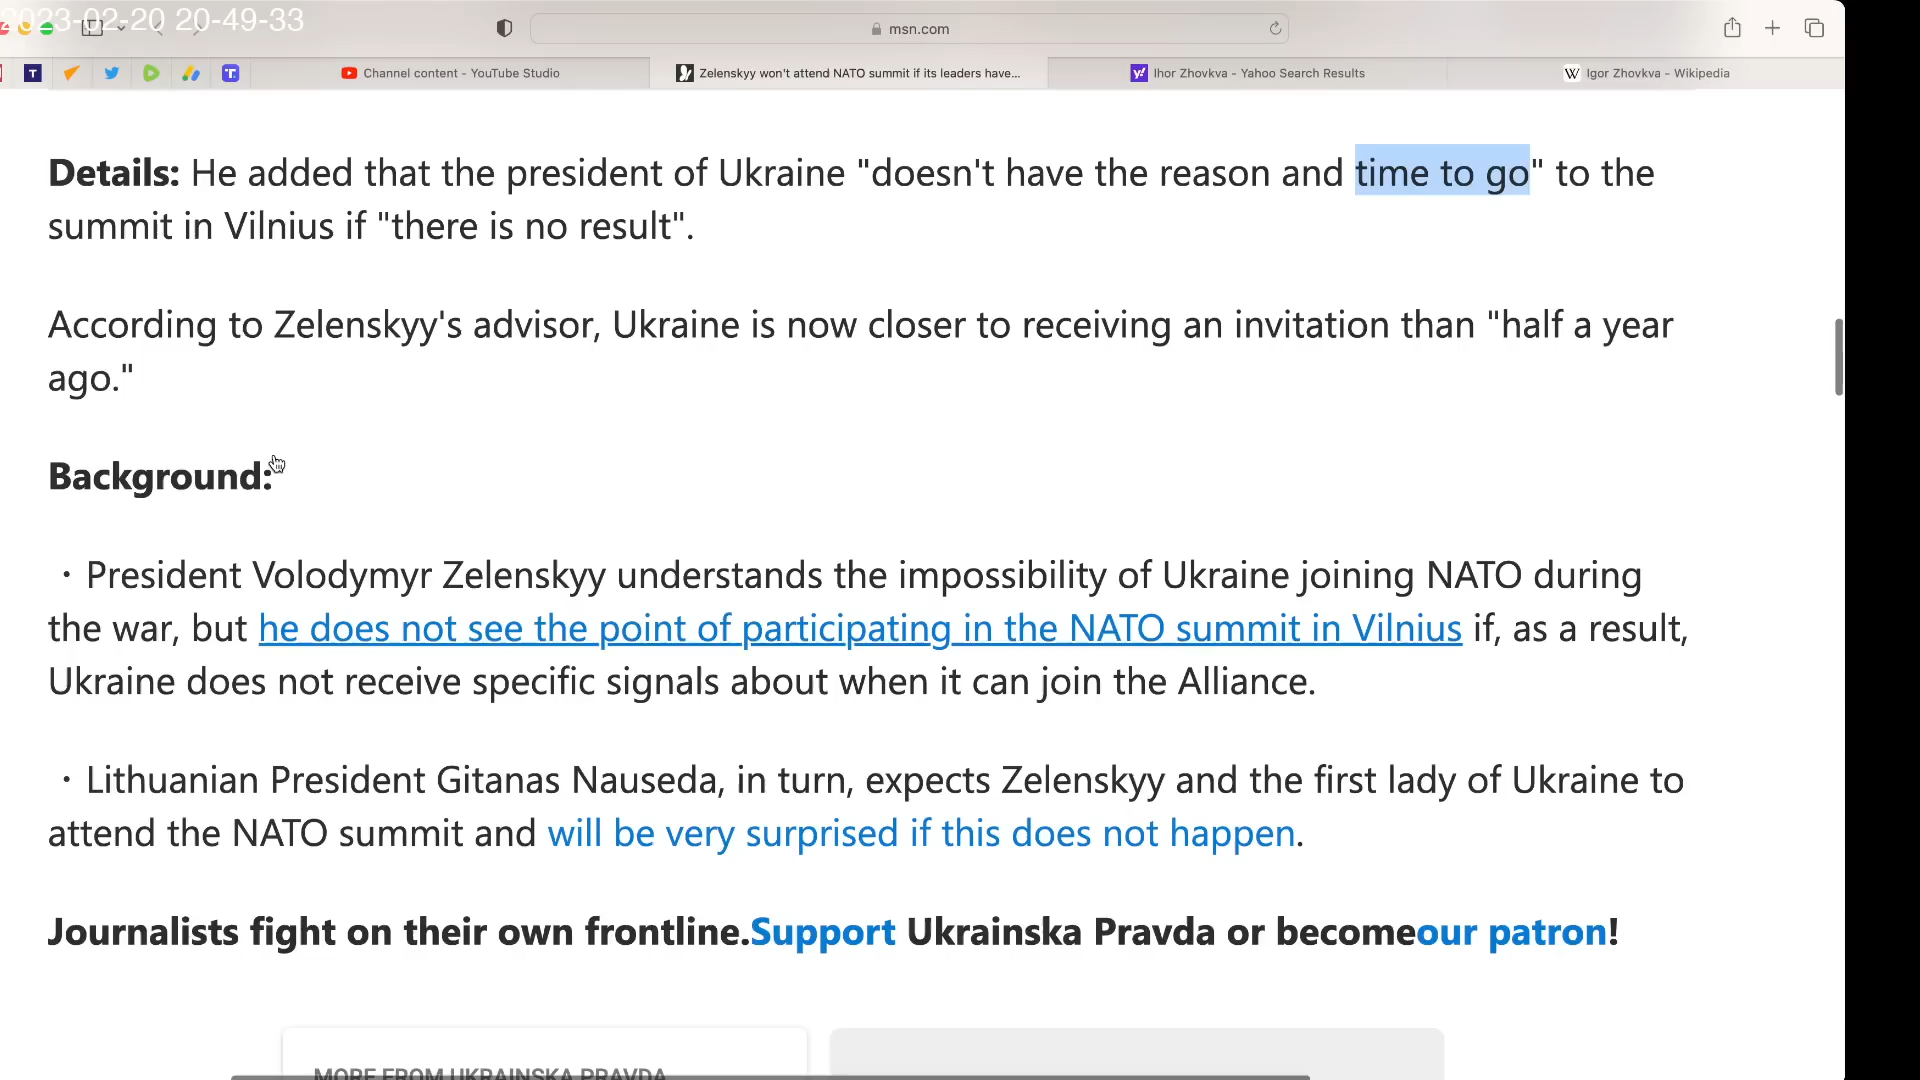 2023-02-20 20-49-33
msn.com
T
T
Channel content - YouTube Studio
Zelenskyy won't attend NATO summit if its leaders have...
y! Ihor Zhovkva - Yahoo Search Results
W Igor Zhovkva - Wikipedia
Details: He added that the president of Ukraine "doesn't have the reason and time to go" to the
summit in Vilnius if "there is no result".
According to Zelenskyy's advisor, Ukraine is now closer to receiving an invitation than "half a year
ago."
Background:
· President Volodymyr Zelenskyy understands the impossibility of Ukraine joining NATO during
the war, but he does not see the point of participating in the NATO summit in Vilnius if, as a result,
Ukraine does not receive specific signals about when it can join the Alliance.
· Lithuanian President Gitanas Nauseda, in turn, expects Zelenskyy and the first lady of Ukraine to
attend the NATO summit and will be very surprised if this does not happen.
Journalists fight on their own frontline.Support Ukrainska Pravda or becomeour patron!
MORE FROM UKRAINSKA PRAVDA